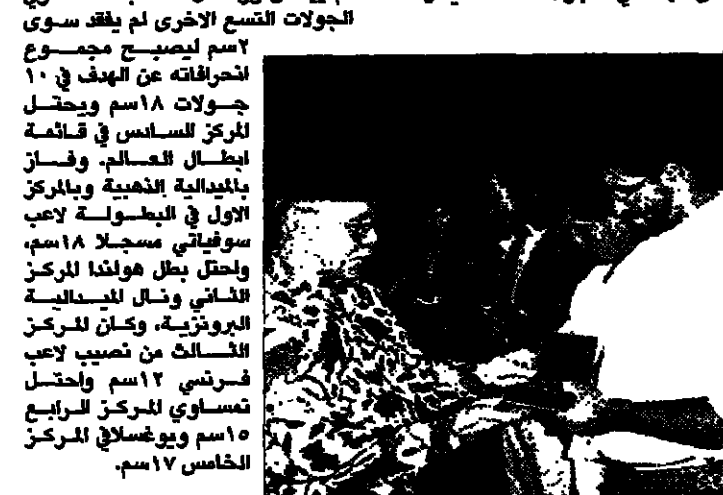 الجولات التسع الاخرى لم يفقد سوى
٢سم ليصبح مجموع
انحرافاته عن الهدف في ١٠
جولات ١٨سم ويحتل
المركز السادس في قائمة
ابطال العالم. وفاز
بالميدالية الذهبية وبالمركز
الاول في البطولة لاعب
سوفياتي مسجلا ١٨سم،
واحتل بطل هولندا المركز
الثاني ونال الميدالية
البرونزية، وكان المركز
الثالث من نصيب لاعب
فرنسي ١٢سم واحتل
نمساوي المركز الرابع
١٥سم ويوغسلافي المركز
الخامس ١٧سم.